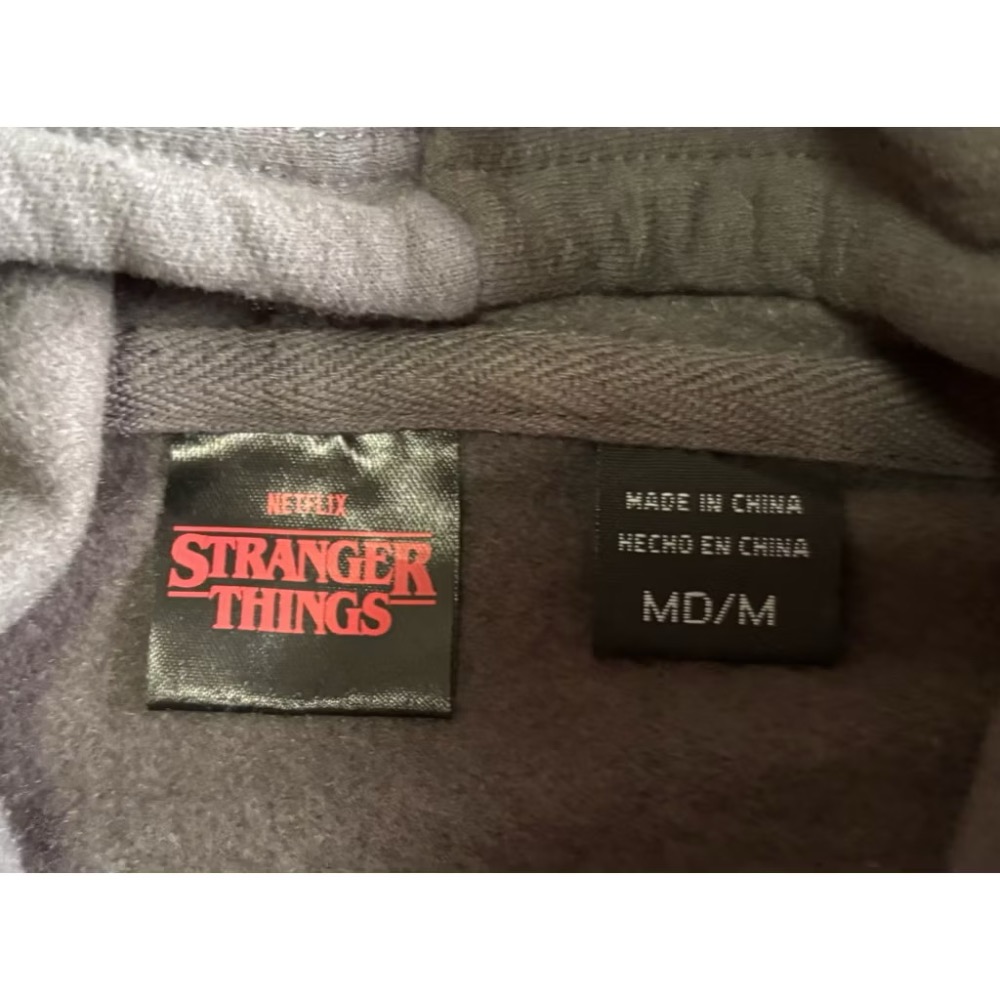 NETFLIX
STRANGER
THINGS
MADE IN CHINA
HECHO EN CHINA
MD/M